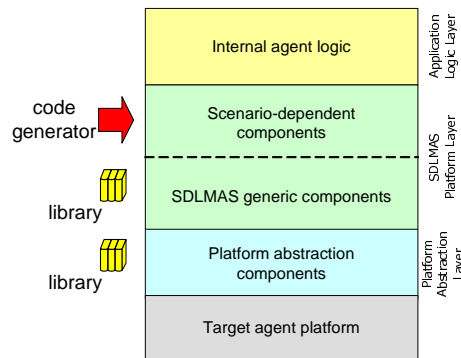 Internal agent logic
Application
Logic Layer
code
generator
Scenario-dependent
components
SDLMAS
Platform Layer
library
SDLMAS generic components
library
Platform abstraction
components
Platform
Abstraction
Layer
Target agent platform